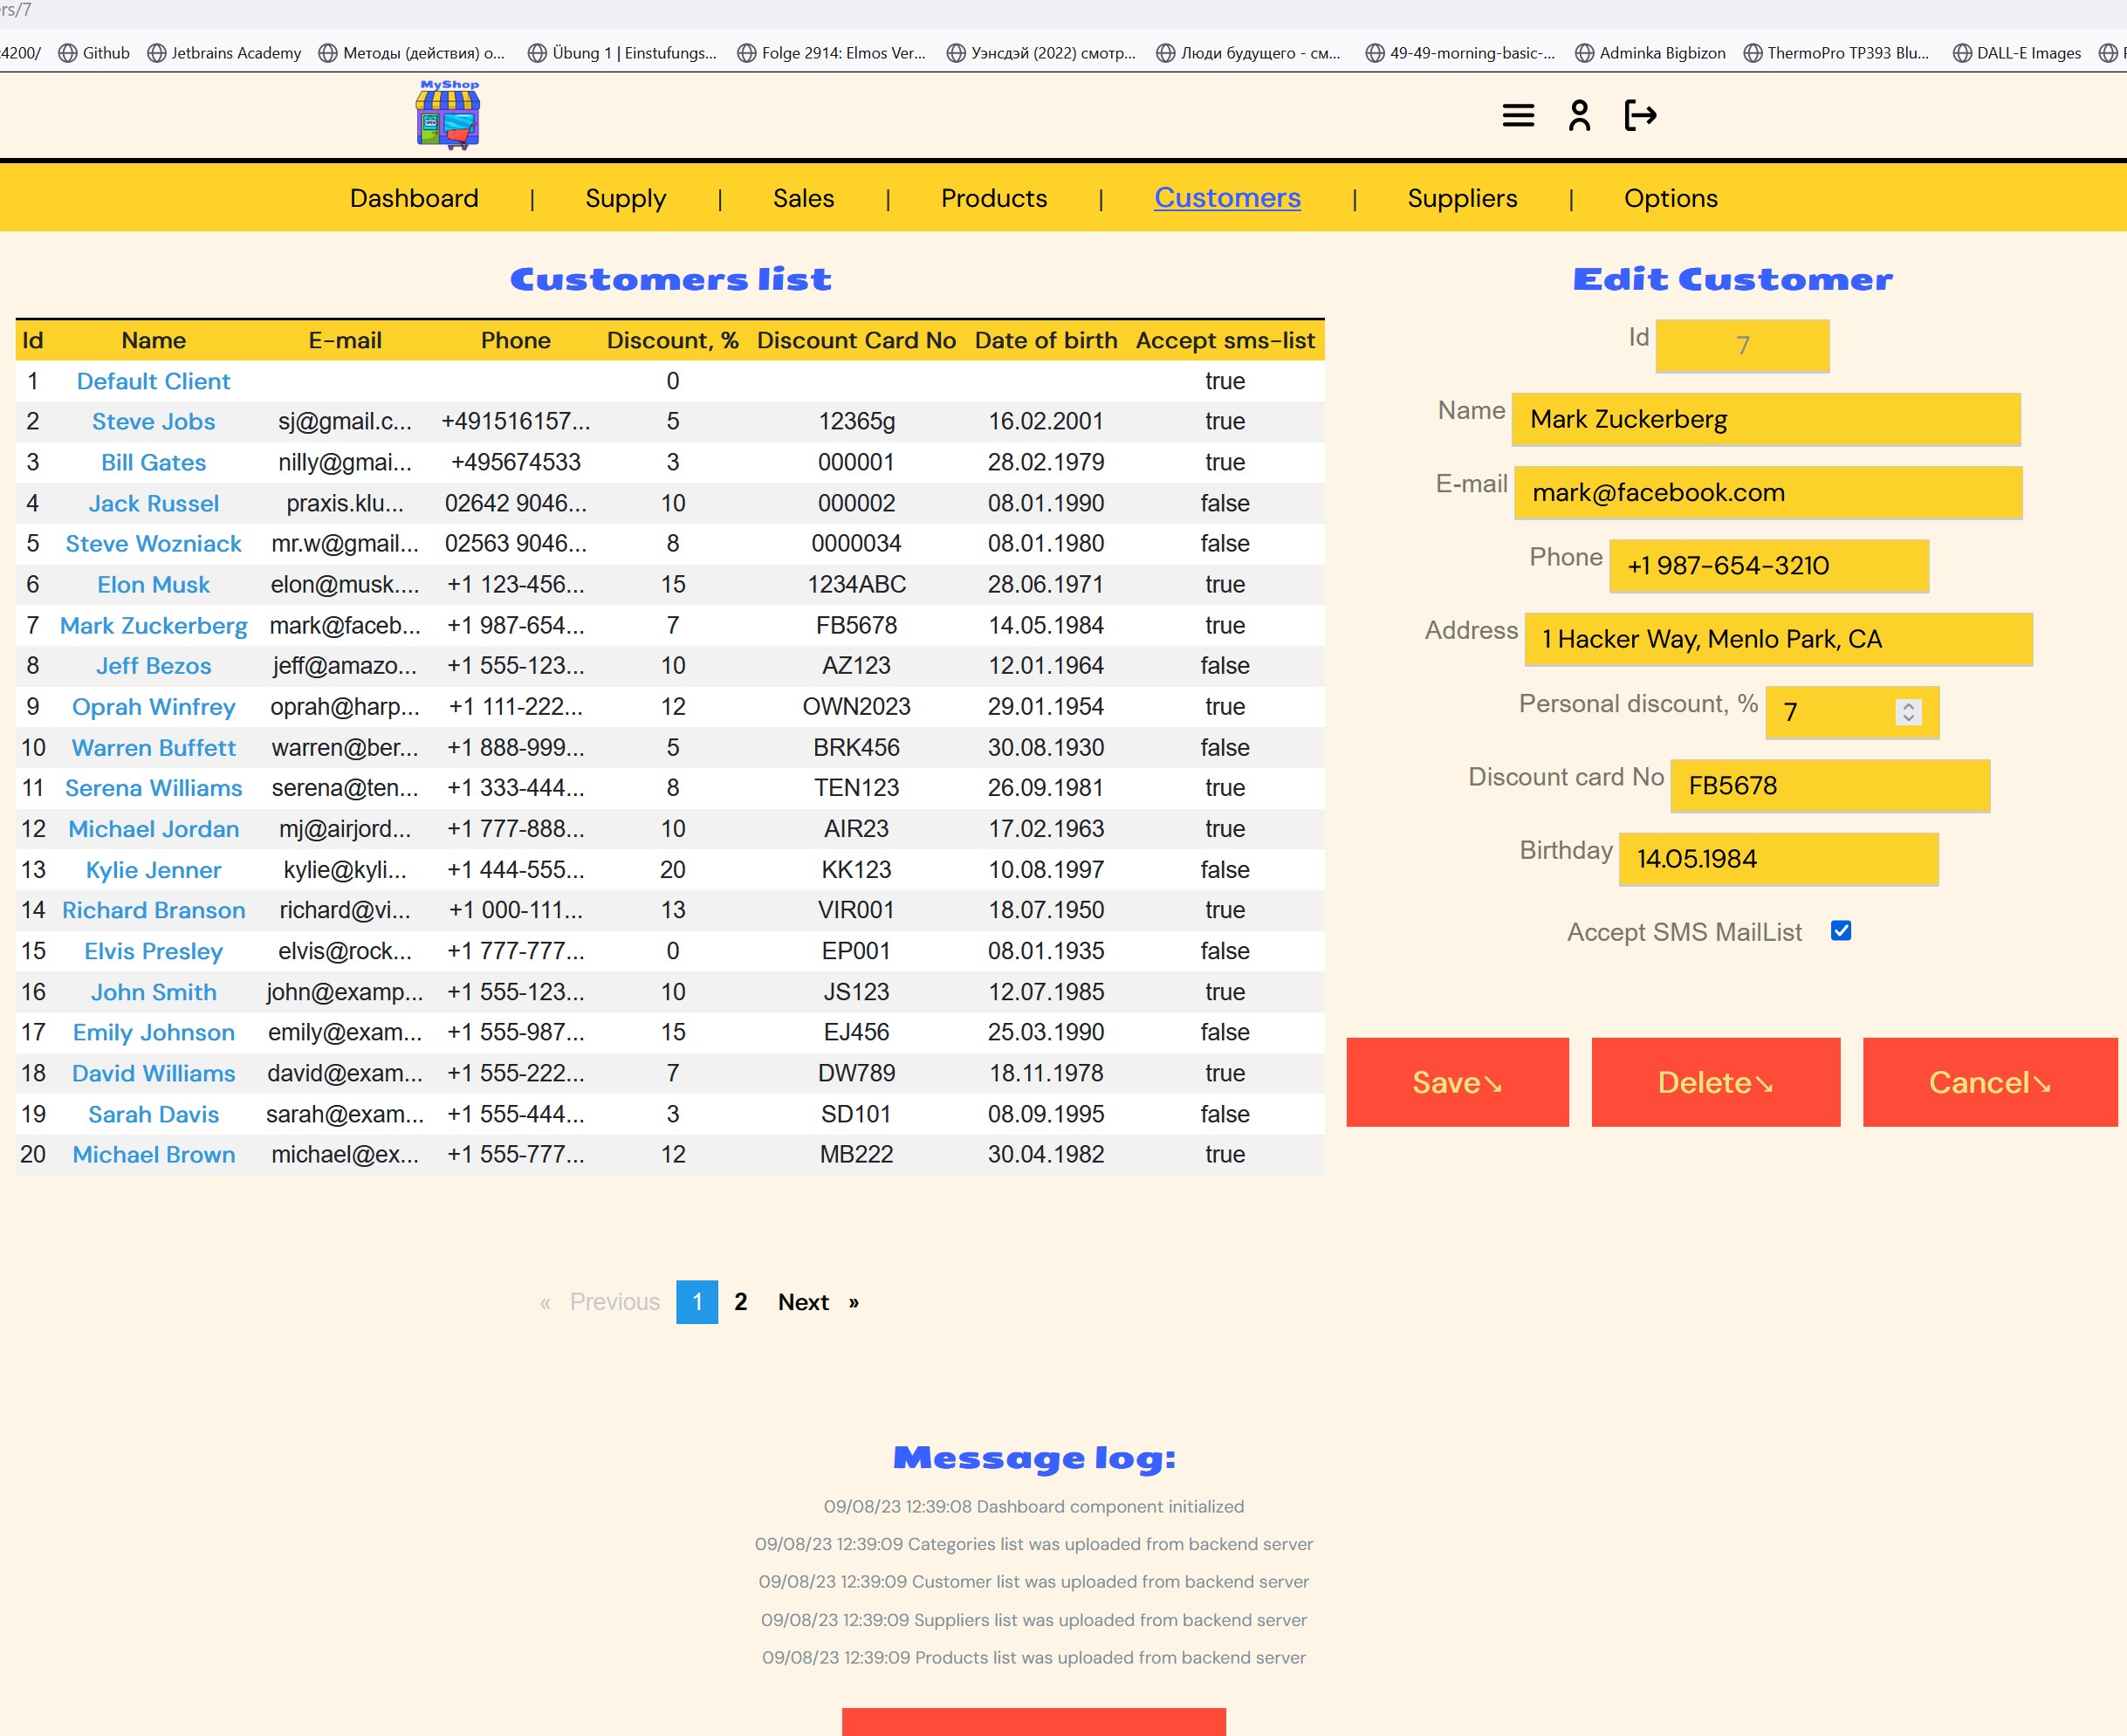 ers/7
4200/ Github Jetbrains Academy Методы (действия) о... Übung 1 | Einstufungs... Folge 2914: Elmos Ver... Уэнсдэй (2022) смотр... Люди будущего - см... 49-49-morning-basic-... Adminka Bigbizon ThermoPro TP393 Blu... DALL-E Images
MyShop
OPEN
Dashboard | Supply | Sales | Products | Customers | Suppliers | Options
Customers list
Id Name E-mail Phone Discount, % Discount Card No Date of birth Accept sms-list
1 Default Client 0 true
2 Steve Jobs sj@gmail.c... +491516157... 5 12365g 16.02.2001 true
3 Bill Gates nilly@gmai... +495674533 3 000001 28.02.1979 true
4 Jack Russel praxis.klu... 02642 9046... 10 000002 08.01.1990 false
5 Steve Wozniack mr.w@gmail... 02563 9046... 8 0000034 08.01.1980 false
6 Elon Musk elon@musk.... +1 123-456... 15 1234ABC 28.06.1971 true
7 Mark Zuckerberg mark@faceb... +1 987-654... 7 FB5678 14.05.1984 true
8 Jeff Bezos jeff@amazo... +1 555-123... 10 AZ123 12.01.1964 false
9 Oprah Winfrey oprah@harp... +1 111-222... 12 OWN2023 29.01.1954 true
10 Warren Buffett warren@ber... +1 888-999... 5 BRK456 30.08.1930 false
11 Serena Williams serena@ten... +1 333-444... 8 TEN123 26.09.1981 true
12 Michael Jordan mj@airjord... +1 777-888... 10 AIR23 17.02.1963 true
13 Kylie Jenner kylie@kyli... +1 444-555... 20 KK123 10.08.1997 false
14 Richard Branson richard@vi... +1 000-111... 13 VIR001 18.07.1950 true
15 Elvis Presley elvis@rock... +1 777-777... 0 EP001 08.01.1935 false
16 John Smith john@examp... +1 555-123... 10 JS123 12.07.1985 true
17 Emily Johnson emily@exam... +1 555-987... 15 EJ456 25.03.1990 false
18 David Williams david@exam... +1 555-222... 7 DW789 18.11.1978 true
19 Sarah Davis sarah@exam... +1 555-444... 3 SD101 08.09.1995 false
20 Michael Brown michael@ex... +1 555-777... 12 MB222 30.04.1982 true
« Previous 1 2 Next »
Edit Customer
Id 7
Name Mark Zuckerberg
E-mail mark@facebook.com
Phone +1 987-654-3210
Address 1 Hacker Way, Menlo Park, CA
Personal discount, % 7
Discount card No FB5678
Birthday 14.05.1984
Accept SMS MailList
Save↘ Delete↘ Cancel↘
Message log:
09/08/23 12:39:08 Dashboard component initialized
09/08/23 12:39:09 Categories list was uploaded from backend server
09/08/23 12:39:09 Customer list was uploaded from backend server
09/08/23 12:39:09 Suppliers list was uploaded from backend server
09/08/23 12:39:09 Products list was uploaded from backend server